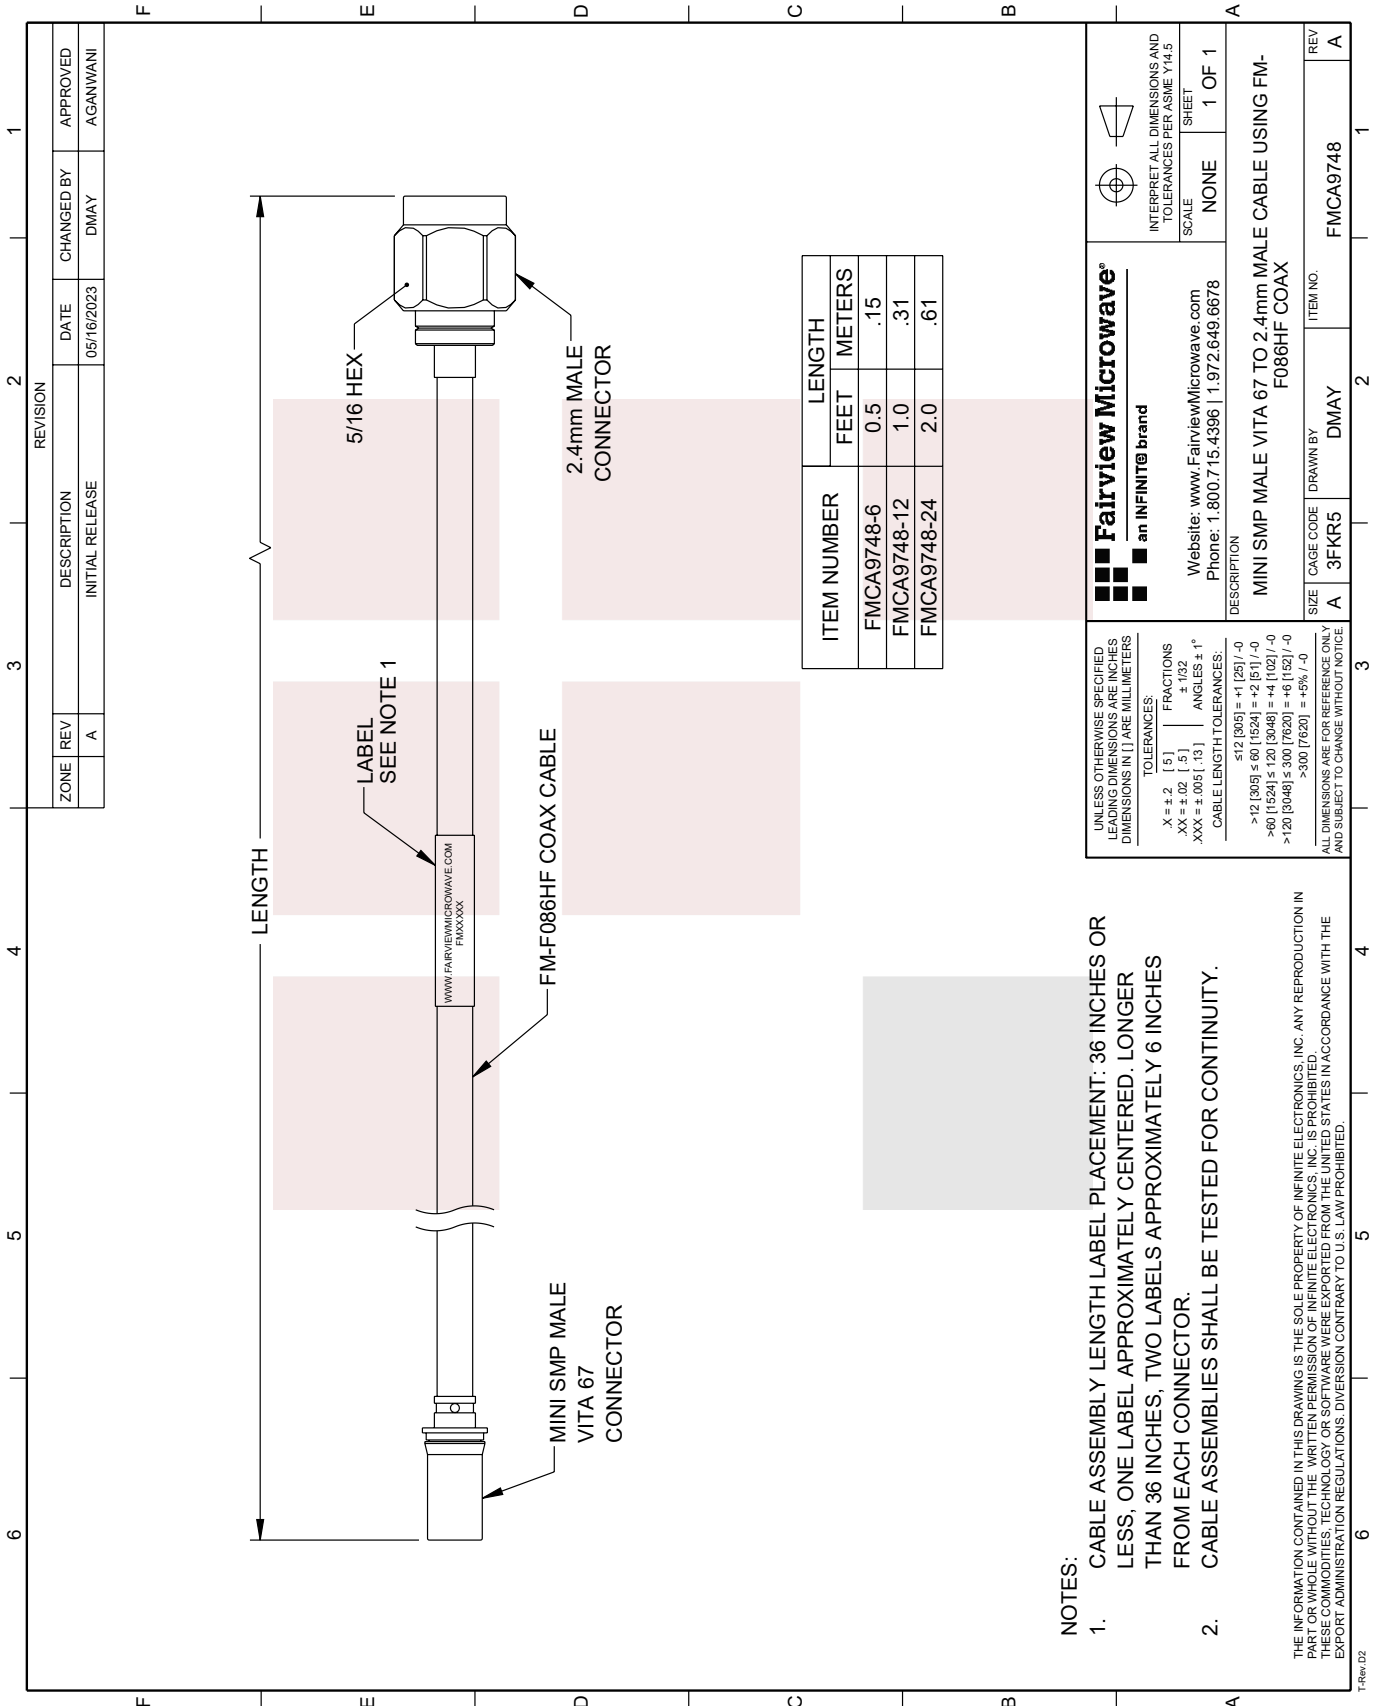 6
5
4
3
2
1
F
E
D
C
B
A
REVISION
ZONE REV DESCRIPTION DATE CHANGED BY APPROVED
A INITIAL RELEASE 05/16/2023 DMAY AGANWANI
LENGTH
5/16 HEX
LABEL
SEE NOTE 1
WWW.FAIRVIEWMICROWAVE.COM
FMXXXXX
MINI SMP MALE
VITA 67
CONNECTOR
FM-F086HF COAX CABLE
2.4mm MALE
CONNECTOR
ITEM NUMBER LENGTH
FEET METERS
FMCA9748-6 0.5 .15
FMCA9748-12 1.0 .31
FMCA9748-24 2.0 .61
NOTES:
1. CABLE ASSEMBLY LENGTH LABEL PLACEMENT: 36 INCHES OR
LESS, ONE LABEL APPROXIMATELY CENTERED. LONGER
THAN 36 INCHES, TWO LABELS APPROXIMATELY 6 INCHES
FROM EACH CONNECTOR.
2. CABLE ASSEMBLIES SHALL BE TESTED FOR CONTINUITY.
THE INFORMATION CONTAINED IN THIS DRAWING IS THE SOLE PROPERTY OF INFINITE ELECTRONICS, INC. ANY REPRODUCTION IN
PART OR WHOLE WITHOUT THE WRITTEN PERMISSION OF INFINITE ELECTRONICS, INC. IS PROHIBITED.
THESE COMMODITIES, TECHNOLOGY OR SOFTWARE WERE EXPORTED FROM THE UNITED STATES IN ACCORDANCE WITH THE
EXPORT ADMINISTRATION REGULATIONS. DIVERSION CONTRARY TO U.S. LAW PROHIBITED.
UNLESS OTHERWISE SPECIFIED
LEADING DIMENSIONS ARE INCHES
DIMENSIONS IN [ ] ARE MILLIMETERS
TOLERANCES:
.X = ± .2 [ 5 ] FRACTIONS
.XX = ± .02 [ .5 ] ± 1/32
.XXX = ± .005 [ .13 ] ANGLES ± 1°
CABLE LENGTH TOLERANCES:
≤12 [305] = +1 [25] / -0
>12 [305] ≤ 60 [1524] = +2 [51] / -0
>60 [1524] ≤ 120 [3048] = +4 [102] / -0
>120 [3048] ≤ 300 [7620] = +6 [152] / -0
>300 [7620] = +5% / -0
ALL DIMENSIONS ARE FOR REFERENCE ONLY
AND SUBJECT TO CHANGE WITHOUT NOTICE.
Fairview Microwave®
an INFINIT@ brand
Website: www.FairviewMicrowave.com
Phone: 1.800.715.4396 | 1.972.649.6678
INTERPRET ALL DIMENSIONS AND
TOLERANCES PER ASME Y14.5
SCALE SHEET
NONE 1 OF 1
DESCRIPTION
MINI SMP MALE VITA 67 TO 2.4mm MALE CABLE USING FM-
F086HF COAX
SIZE CAGE CODE DRAWN BY ITEM NO. REV
A 3FKR5 DMAY FMCA9748 A
F
E
D
C
B
A
6
5
4
3
2
1
T-Rev.D2